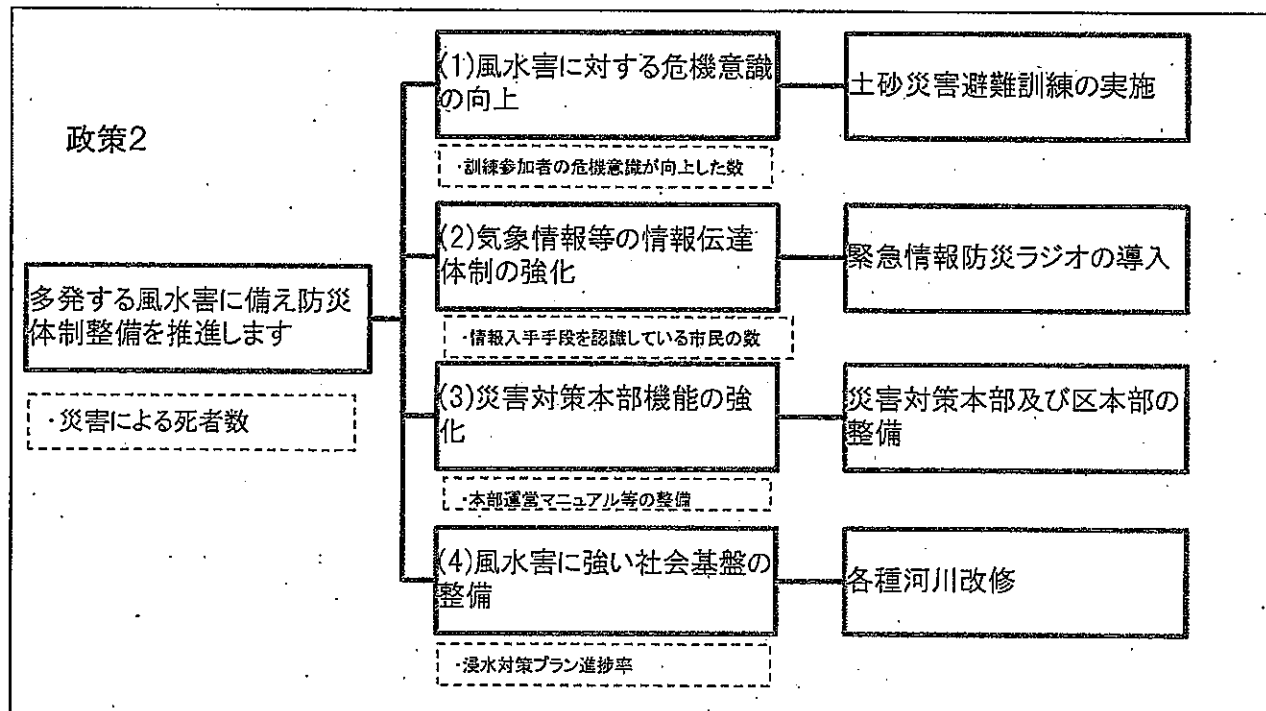 政策2
多発する風水害に備え防災
体制整備を推進します
・災害による死者数
(1)風水害に対する危機意識
の向上
・訓練参加者の危機意識が向上した数
土砂災害避難訓練の実施
(2)気象情報等の情報伝達
体制の強化
・情報入手手段を認識している市民の数
緊急情報防災ラジオの導入
(3)災害対策本部機能の強
化
・本部運営マニュアル等の整備
災害対策本部及び区本部の
整備
(4)風水害に強い社会基盤の
整備
・浸水対策プラン進捗率
各種河川改修